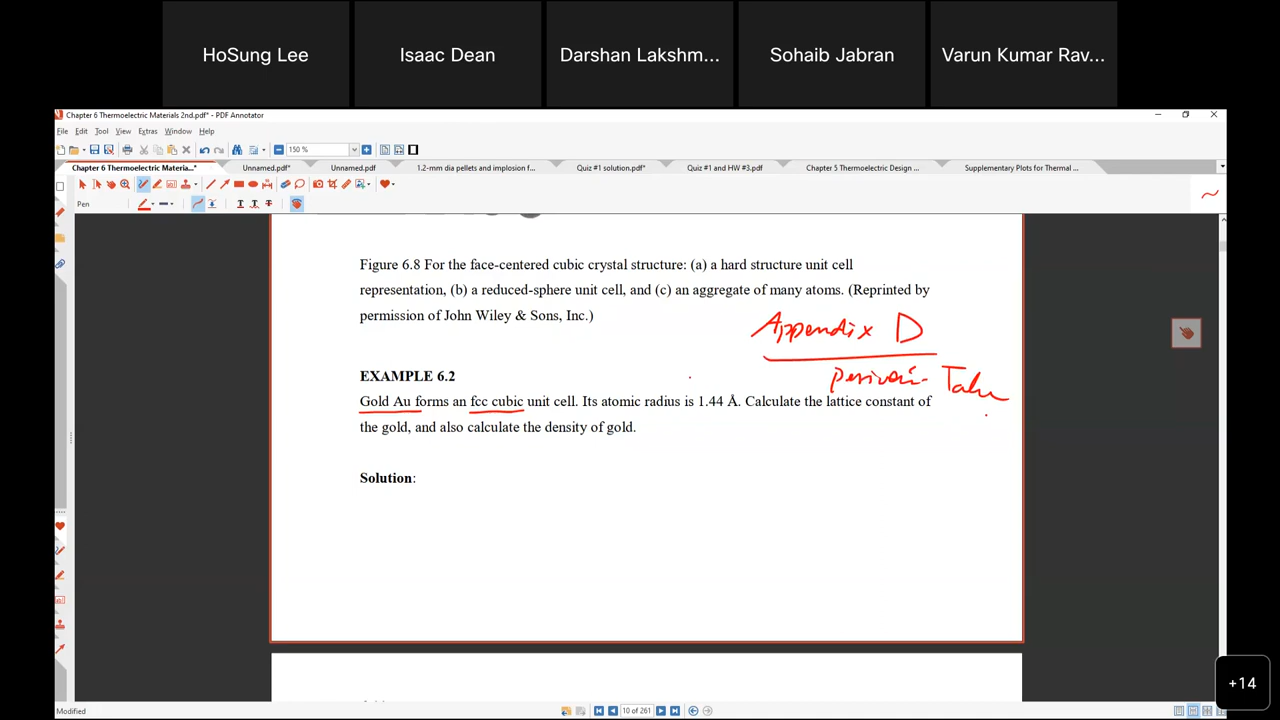 HoSung Lee
Isaac Dean
Darshan Lakshm...
Sohaib Jabran
Varun Kumar Rav...
Chapter 6 Thermoelectric Materials 2nd.pdf* - PDF Annotator
File Edit Tool View Extras Window Help
150 %
Chapter 6 Thermoelectric Materia...*
Unnamed.pdf*
Unnamed.pdf
1.2-mm dia pellets and implosion f...
Quiz #1 solution.pdf*
Quiz #1 and HW #3.pdf
Chapter 5 Thermoelectric Design ...
Supplementary Plots for Thermal ...
Pen
Figure 6.8 For the face-centered cubic crystal structure: (a) a hard structure unit cell
representation, (b) a reduced-sphere unit cell, and (c) an aggregate of many atoms. (Reprinted by
permission of John Wiley & Sons, Inc.)
Appendix D
EXAMPLE 6.2
Gold Au forms an fcc cubic unit cell. Its atomic radius is 1.44 Å. Calculate the lattice constant of
the gold, and also calculate the density of gold.
Solution:
Modified
10 of 261
+14